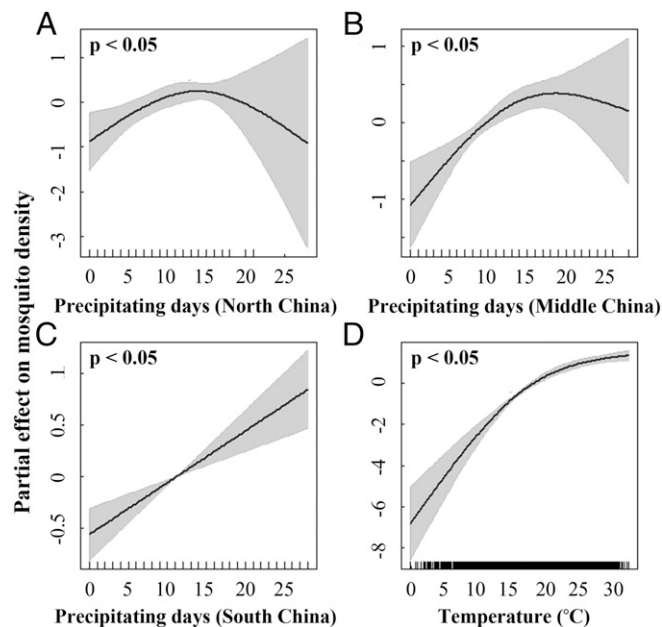 A
p < 0.05
1
0
-1
-2
-3
0 5 10 15 20 25
Precipitating days (North China)
B
p < 0.05
1
0
-1
0 5 10 15 20 25
Precipitating days (Middle China)
Partial effect on mosquito density
C
p < 0.05
1
0.5
0
-0.5
0 5 10 15 20 25
Precipitating days (South China)
D
p < 0.05
0
-2
-4
-6
-8
0 5 10 15 20 25 30
Temperature (°C)